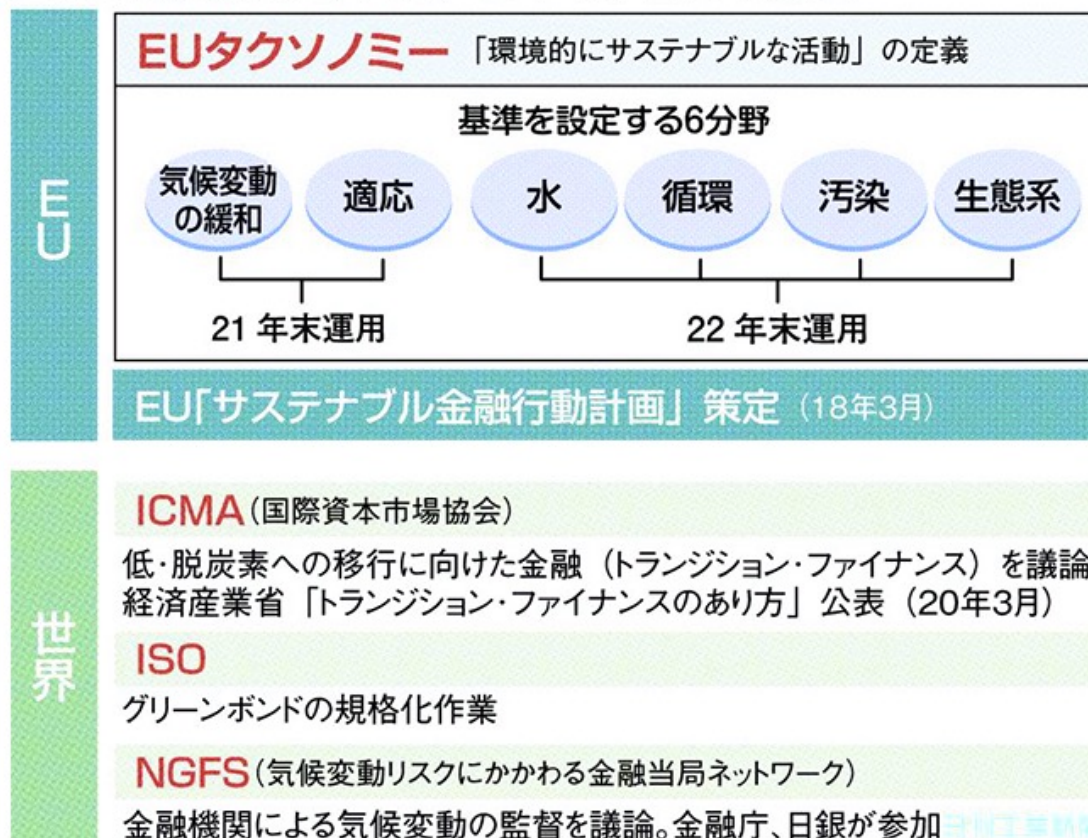 EU
EUタクソノミー 「環境的にサステナブルな活動」の定義
基準を設定する6分野
気候変動
の緩和
適応
水
循環
汚染
生態系
21年末運用
22年末運用
EU「サステナブル金融行動計画」策定（18年3月）
世界
ICMA（国際資本市場協会）
低・脱炭素への移行に向けた金融（トランジション・ファイナンス）を議論
経済産業省「トランジション・ファイナンスのあり方」公表（20年3月）
ISO
グリーンボンドの規格化作業
NGFS（気候変動リスクにかかわる金融当局ネットワーク）
金融機関による気候変動の監督を議論。金融庁、日銀が参加